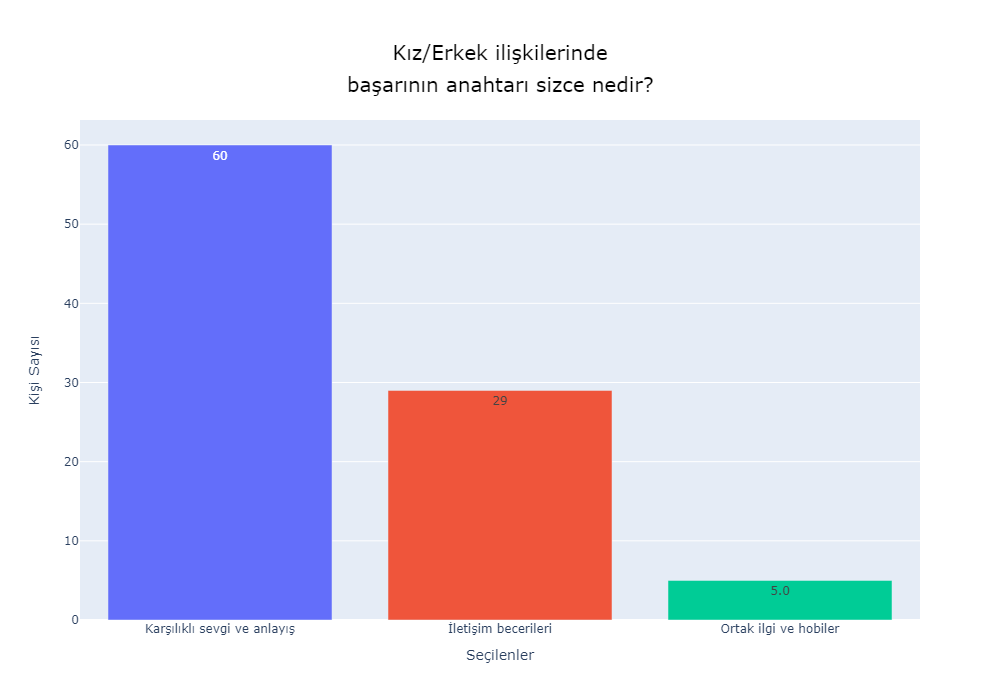 Kız/Erkek ilişkilerinde
başarının anahtarı sizce nedir?
60
50
40
30
20
10
0
Kişi Sayısı
60
29
5.0
Karşılıklı sevgi ve anlayış
İletişim becerileri
Ortak ilgi ve hobiler
Seçilenler